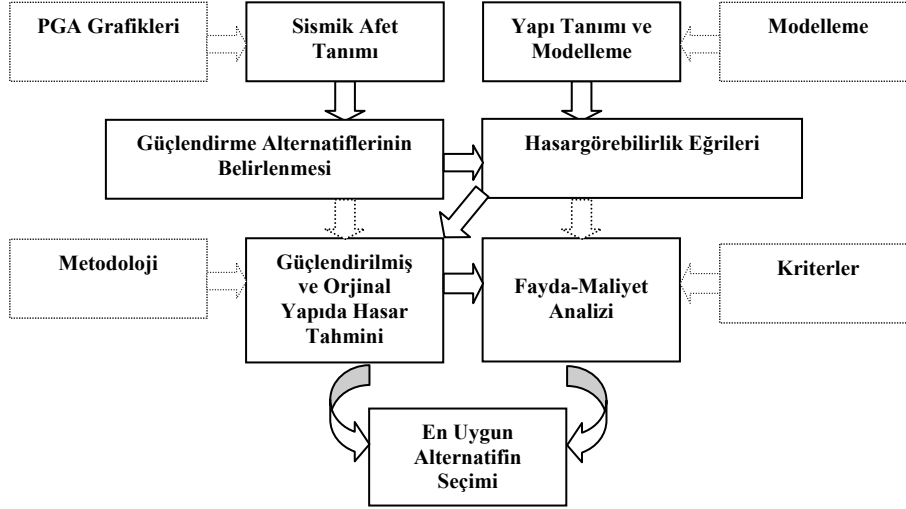 PGA Grafikleri
Sismik Afet
Tanımı
Yapı Tanımı ve
Modelleme
Modelleme
Güçlendirme Alternatiflerinin
Belirlenmesi
Hasargörebilirlik Eğrileri
Metodoloji
Güçlendirilmiş
ve Orjinal
Yapıda Hasar
Tahmini
Fayda-Maliyet
Analizi
Kriterler
En Uygun
Alternatifin
Seçimi